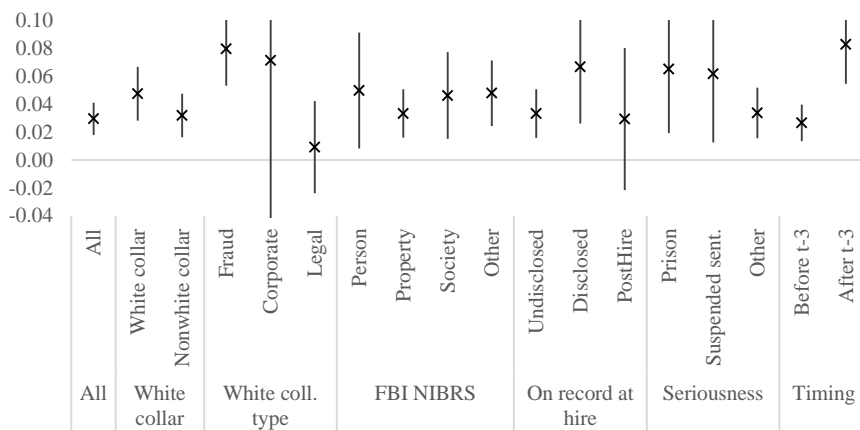 0.10
0.08
0.06
0.04
0.02
0.00
-0.02
-0.04
All
White collar
Nonwhite collar
Fraud
Corporate
Legal
Person
Property
Society
Other
Undisclosed
Disclosed
PostHire
Prison
Suspended sent.
Other
Before t-3
After t-3
All
White
collar
White coll.
type
FBI NIBRS
On record at
hire
Seriousness
Timing